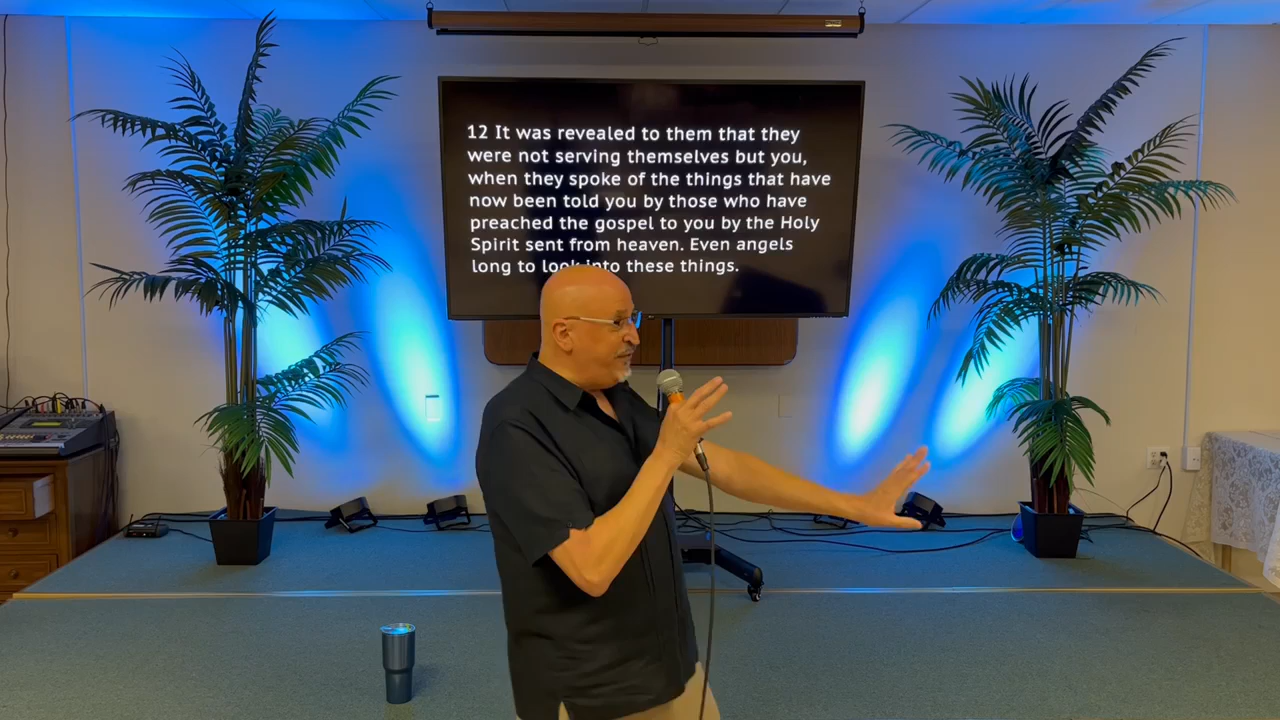 12 It was revealed to them that they
were not serving themselves but you,
when they spoke of the things that have
now been told you by those who have
preached the gospel to you by the Holy
Spirit sent from heaven. Even angels
long to look into these things.